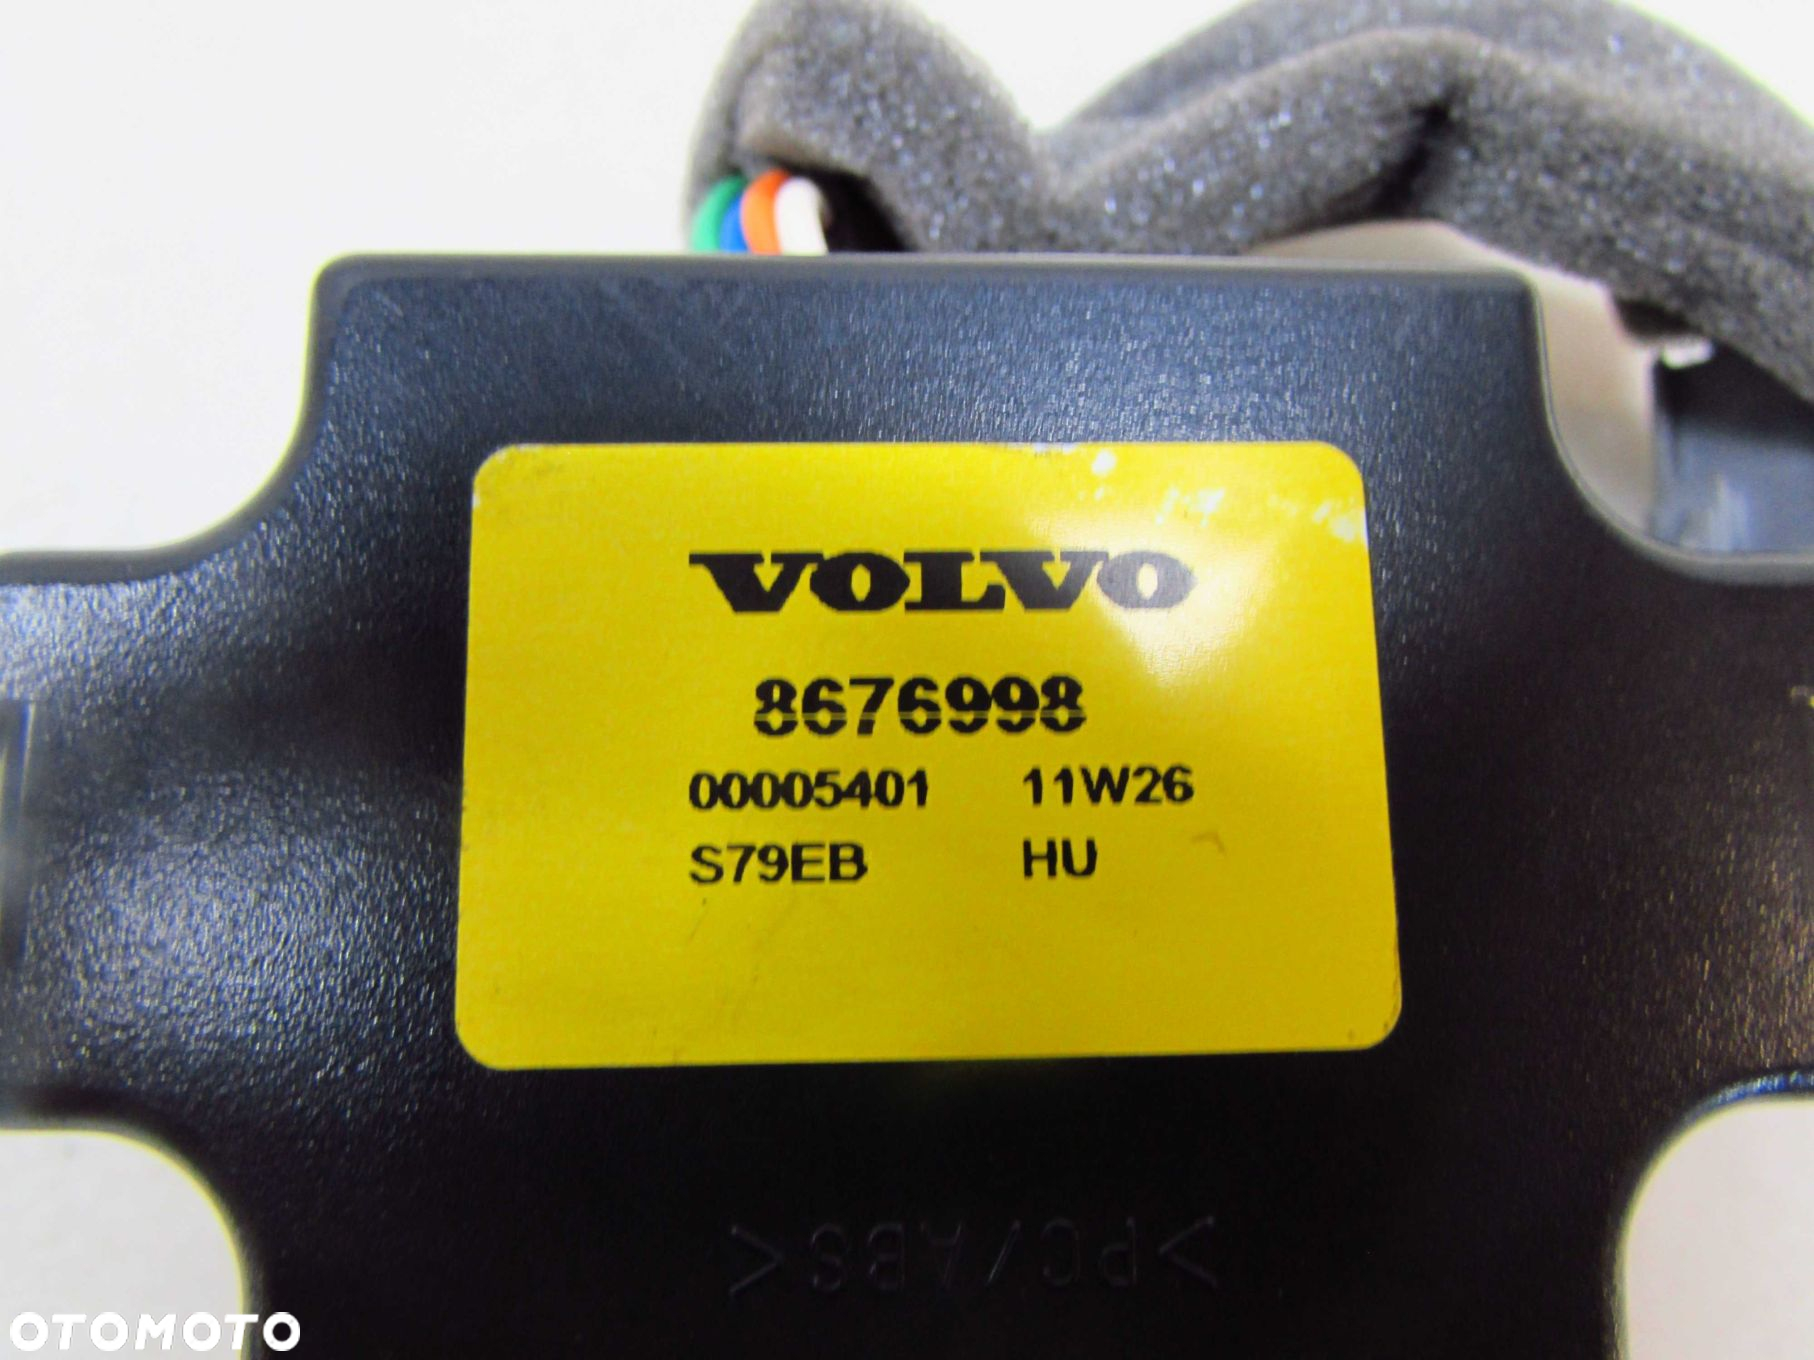 VOLVO
8676998
00005401 11W26
S79EB HU
>PC/ABS<
OTOMOTO